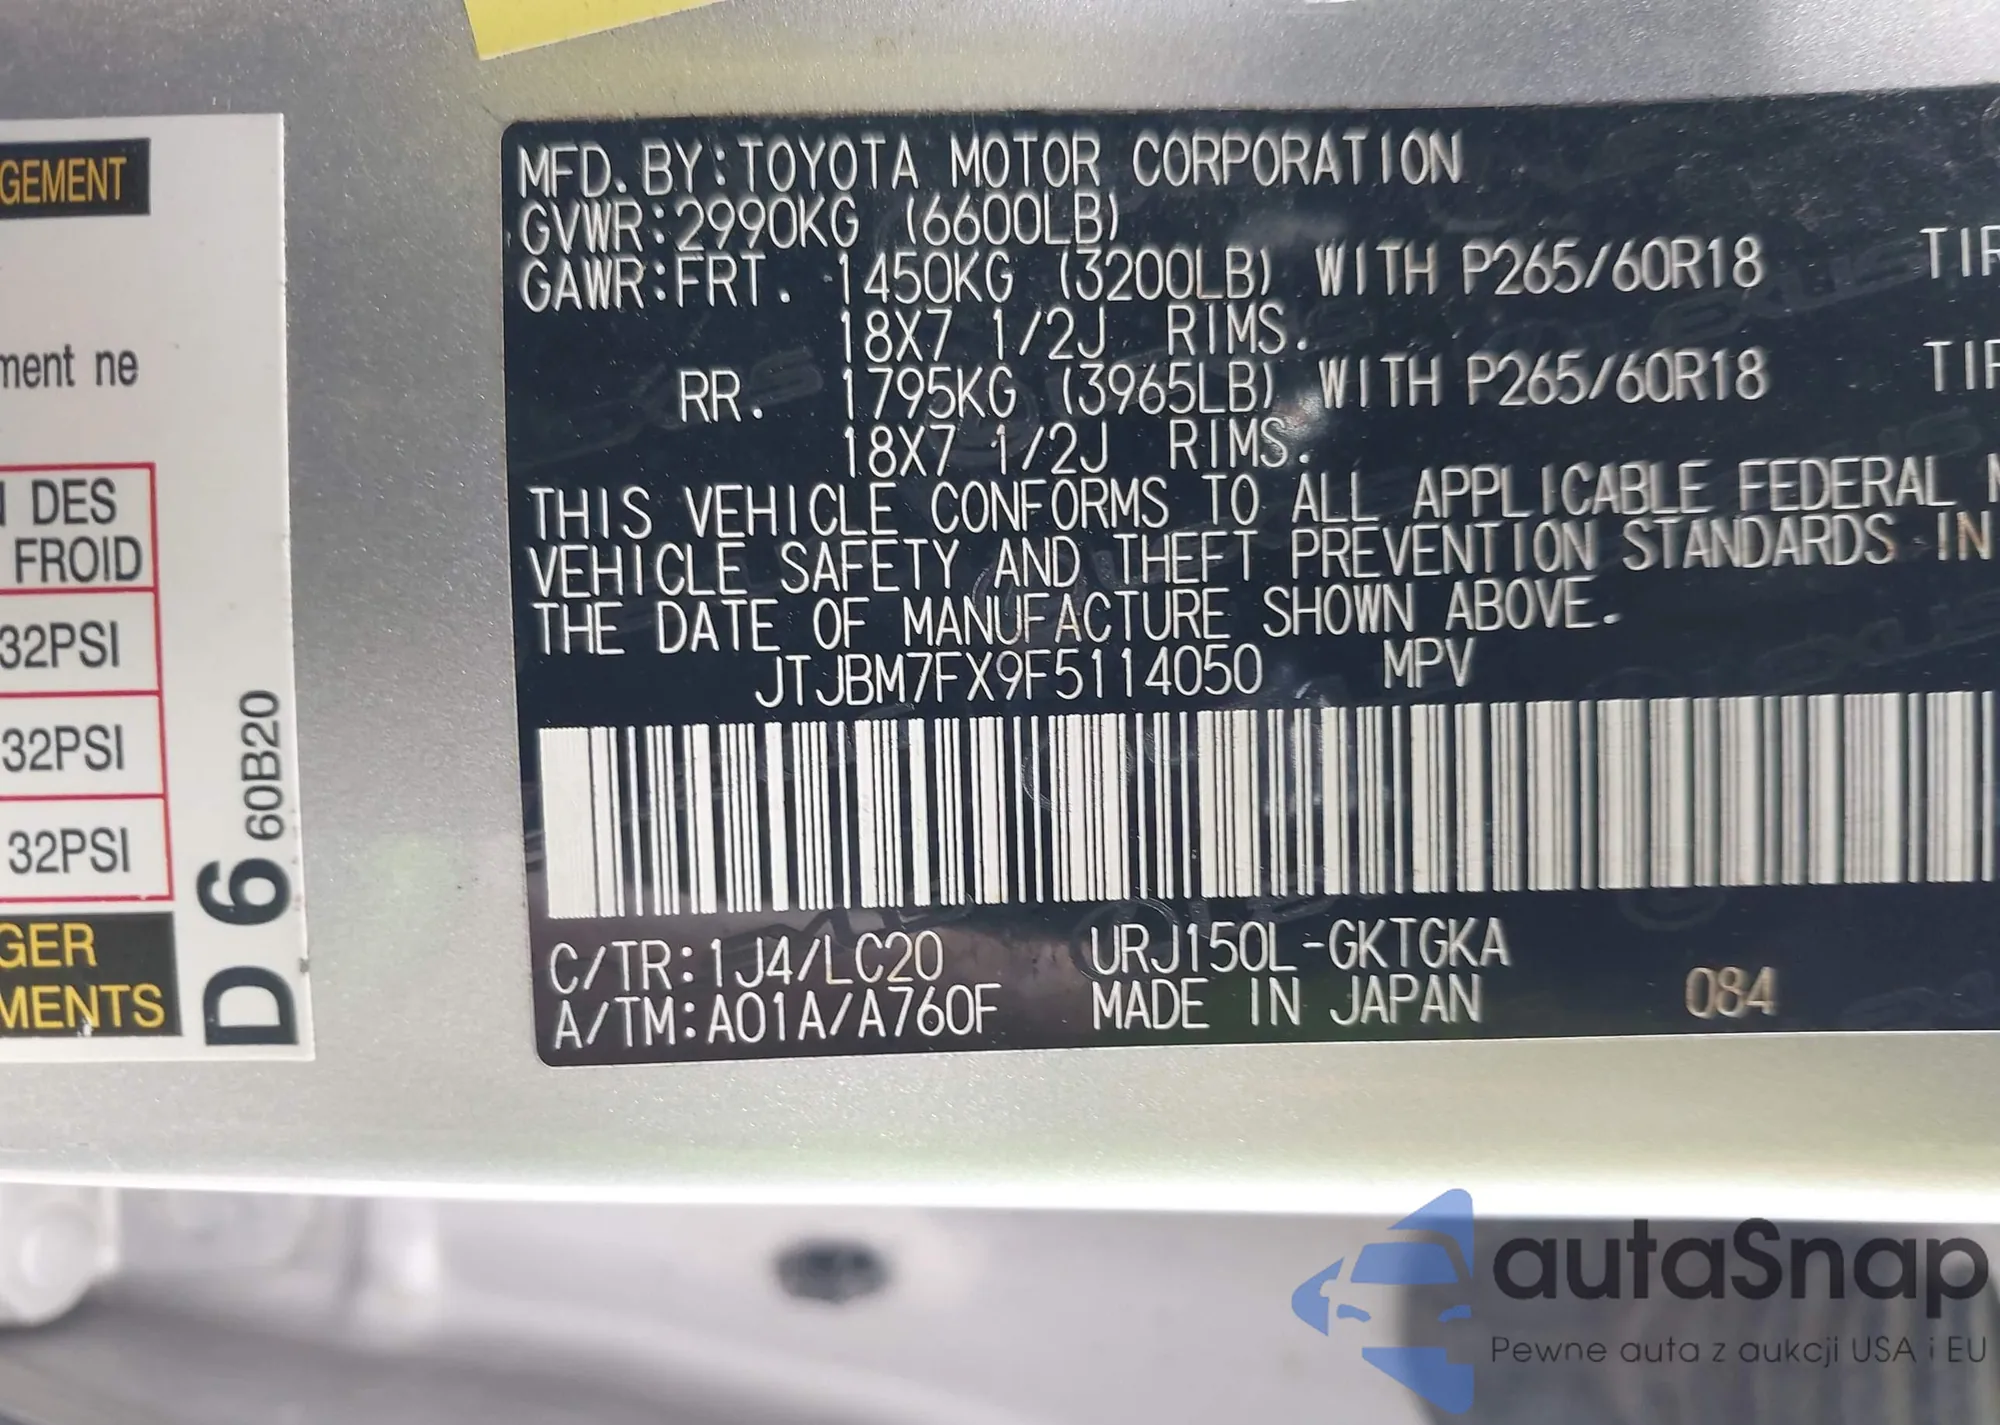 GEMENT
ment ne
DES
FROID
32PSI
32PSI
32PSI
GER
MENTS
D 6 60B20
MFD. BY:TOYOTA MOTOR CORPORATION
GVWR:2990KG (6600LB)
GAWR:FRT. 1450KG (3200LB) WITH P265/60R18 TIR
18X7 1/2J RIMS.
RR. 1795KG (3965LB) WITH P265/60R18 TIR
18X7 1/2J RIMS.
THIS VEHICLE CONFORMS TO ALL APPLICABLE FEDERAL M
VEHICLE SAFETY AND THEFT PREVENTION STANDARDS IN
THE DATE OF MANUFACTURE SHOWN ABOVE.
JTJBM7FX9F5114050 MPV
C/TR:1J4/LC20 URJ150L-GKTGKA
A/TM:A01A/A760F MADE IN JAPAN 084
autaSnap
Pewne auta z aukcji USA i EU